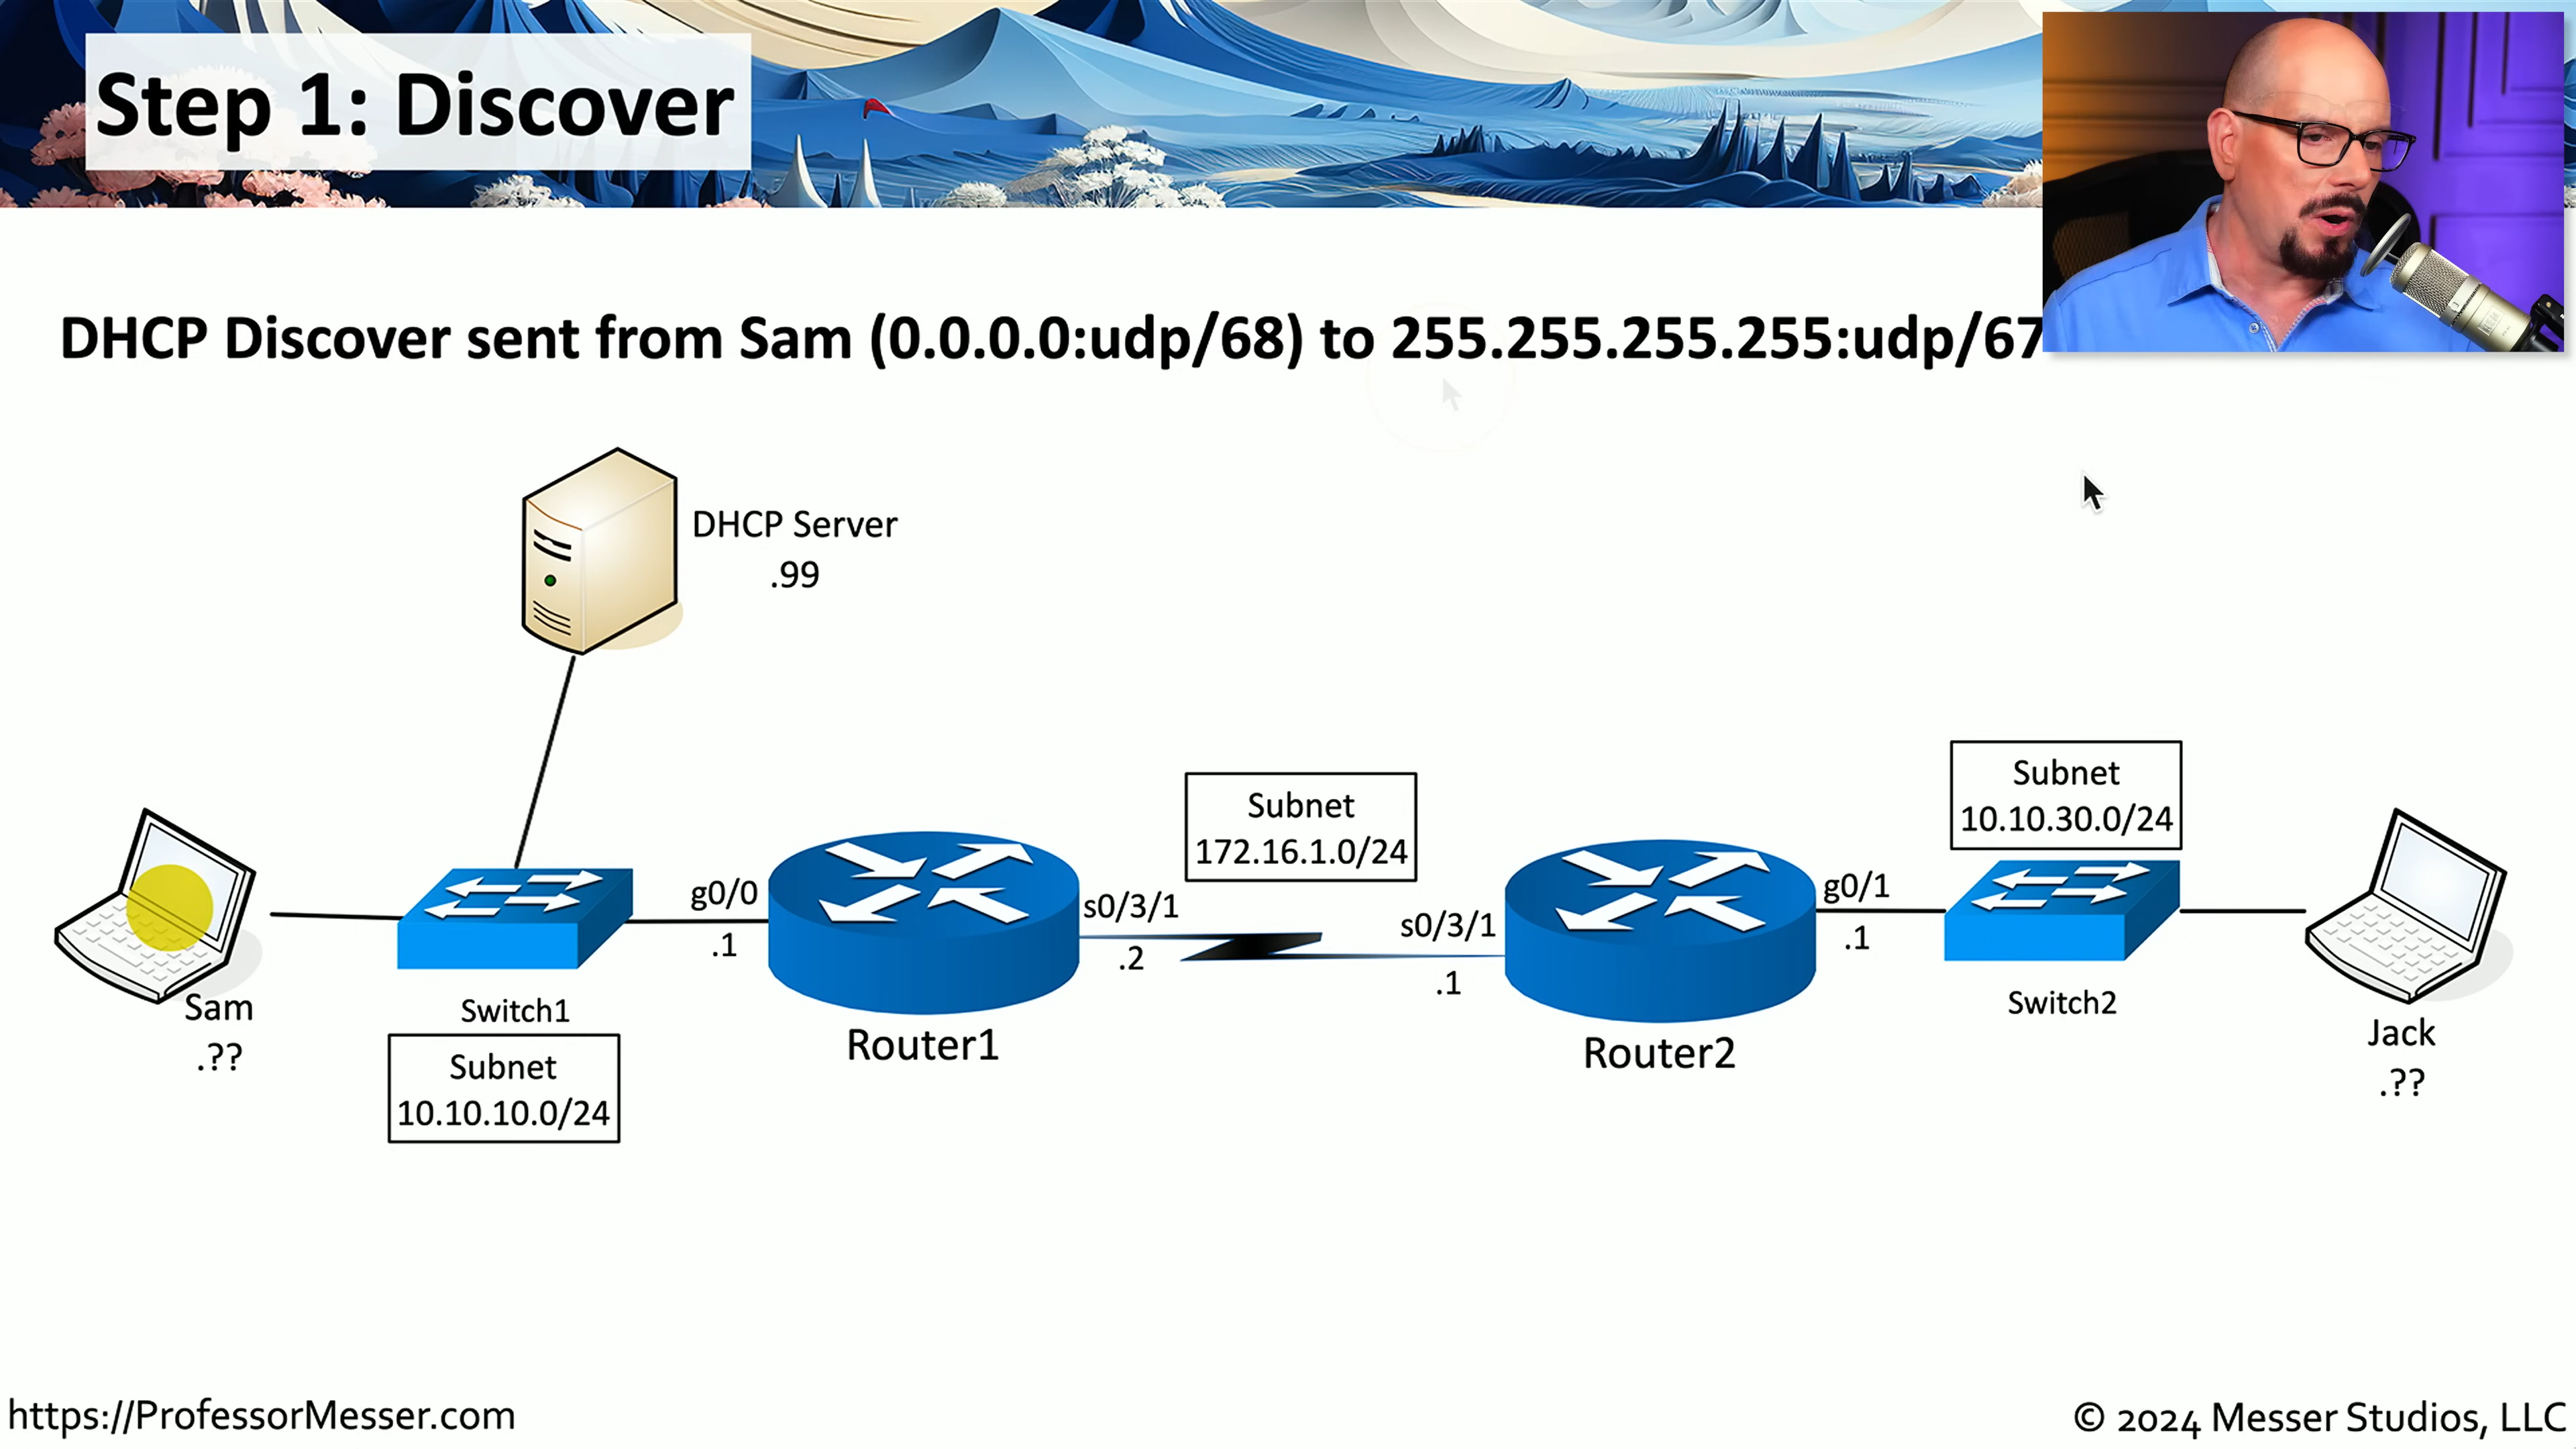 Step 1: Discover
DHCP Discover sent from Sam (0.0.0.0:udp/68) to 255.255.255.255:udp/67
DHCP Server
.99
Subnet
172.16.1.0/24
Subnet
10.10.30.0/24
g0/0
.1
s0/3/1
.2
s0/3/1
.1
g0/1
.1
Sam
.??
Switch1
Subnet
10.10.10.0/24
Router1
Router2
Switch2
Jack
.??
https://ProfessorMesser.com
© 2024 Messer Studios, LLC